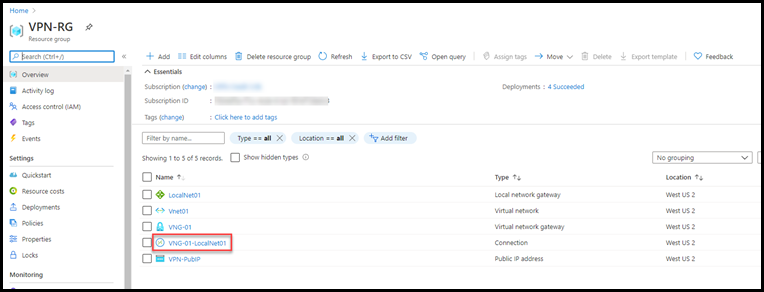 Home >
VPN-RG
Resource group
Search (Ctrl+/)
Overview
Activity log
Access control (IAM)
Tags
Events
Settings
Quickstart
Resource costs
Deployments
Policies
Properties
Locks
Monitoring
Add Edit columns Delete resource group Refresh Export to CSV Open query Assign tags Move Delete Export template Feedback
Essentials
Subscription (change) : Deployments : 4 Succeeded
Subscription ID :
Tags (change) : Click here to add tags
Filter by name... Type == all Location == all Add filter
Showing 1 to 5 of 5 records. Show hidden types No grouping
Name Type Location
LocalNet01 Local network gateway West US 2
Vnet01 Virtual network West US 2
VNG-01 Virtual network gateway West US 2
VNG-01-LocalNet01 Connection West US 2
VPN-PubIP Public IP address West US 2